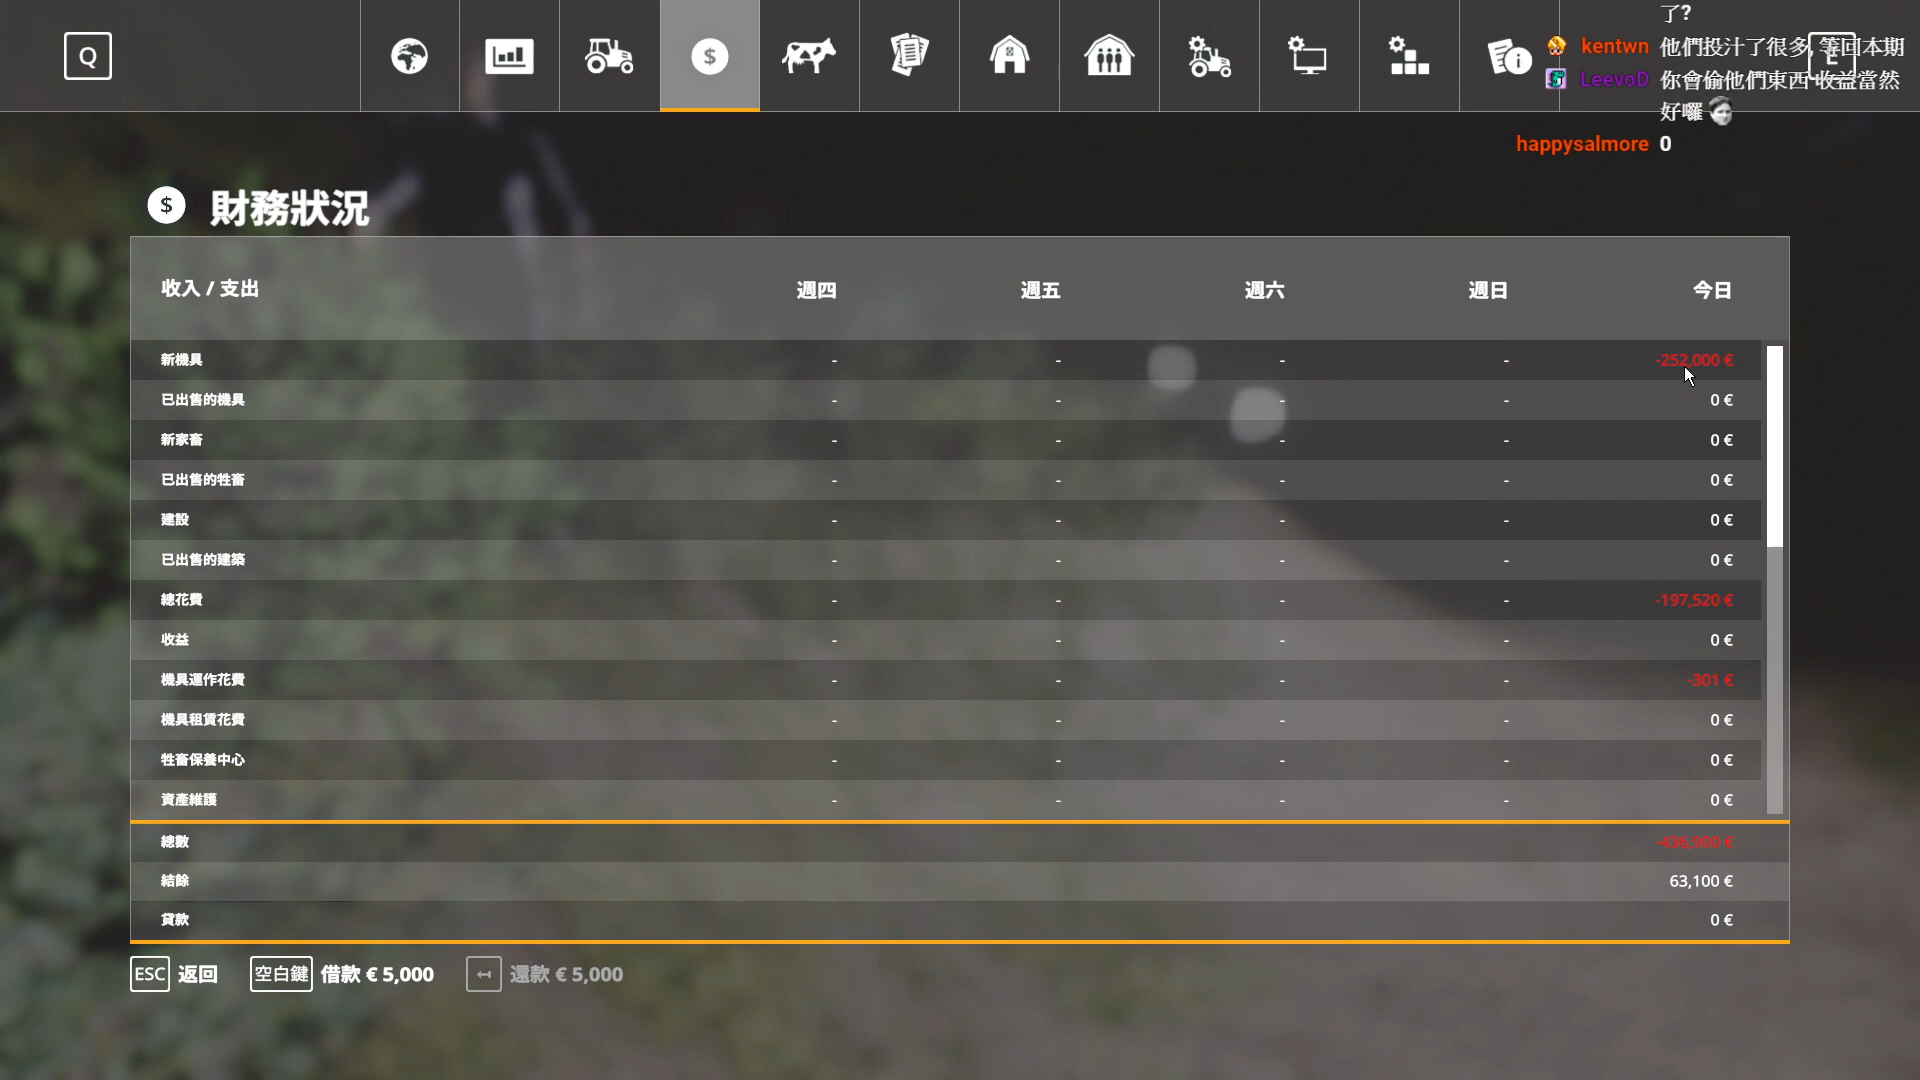 Q
了?
kentwn 他們投汁了很多, 等回本期
LeevoD 你會偷他們東西 收益當然
好囉
happysalmore 0
E
$ 財務狀況
收入 / 支出 週四 週五 週六 週日 今日
新機具 - - - - -252,000 €
已出售的機具 - - - - 0 €
新家畜 - - - - 0 €
已出售的牲畜 - - - - 0 €
建設 - - - - 0 €
已出售的建築 - - - - 0 €
總花費 - - - - -197,520 €
收益 - - - - 0 €
機具運作花費 - - - - -301 €
機具租賃花費 - - - - 0 €
牲畜保養中心 - - - - 0 €
資產維護 - - - - 0 €
總數 -436,900 €
結餘 63,100 €
貸款 0 €
ESC 返回 空白鍵 借款 € 5,000 ↔ 還款 € 5,000